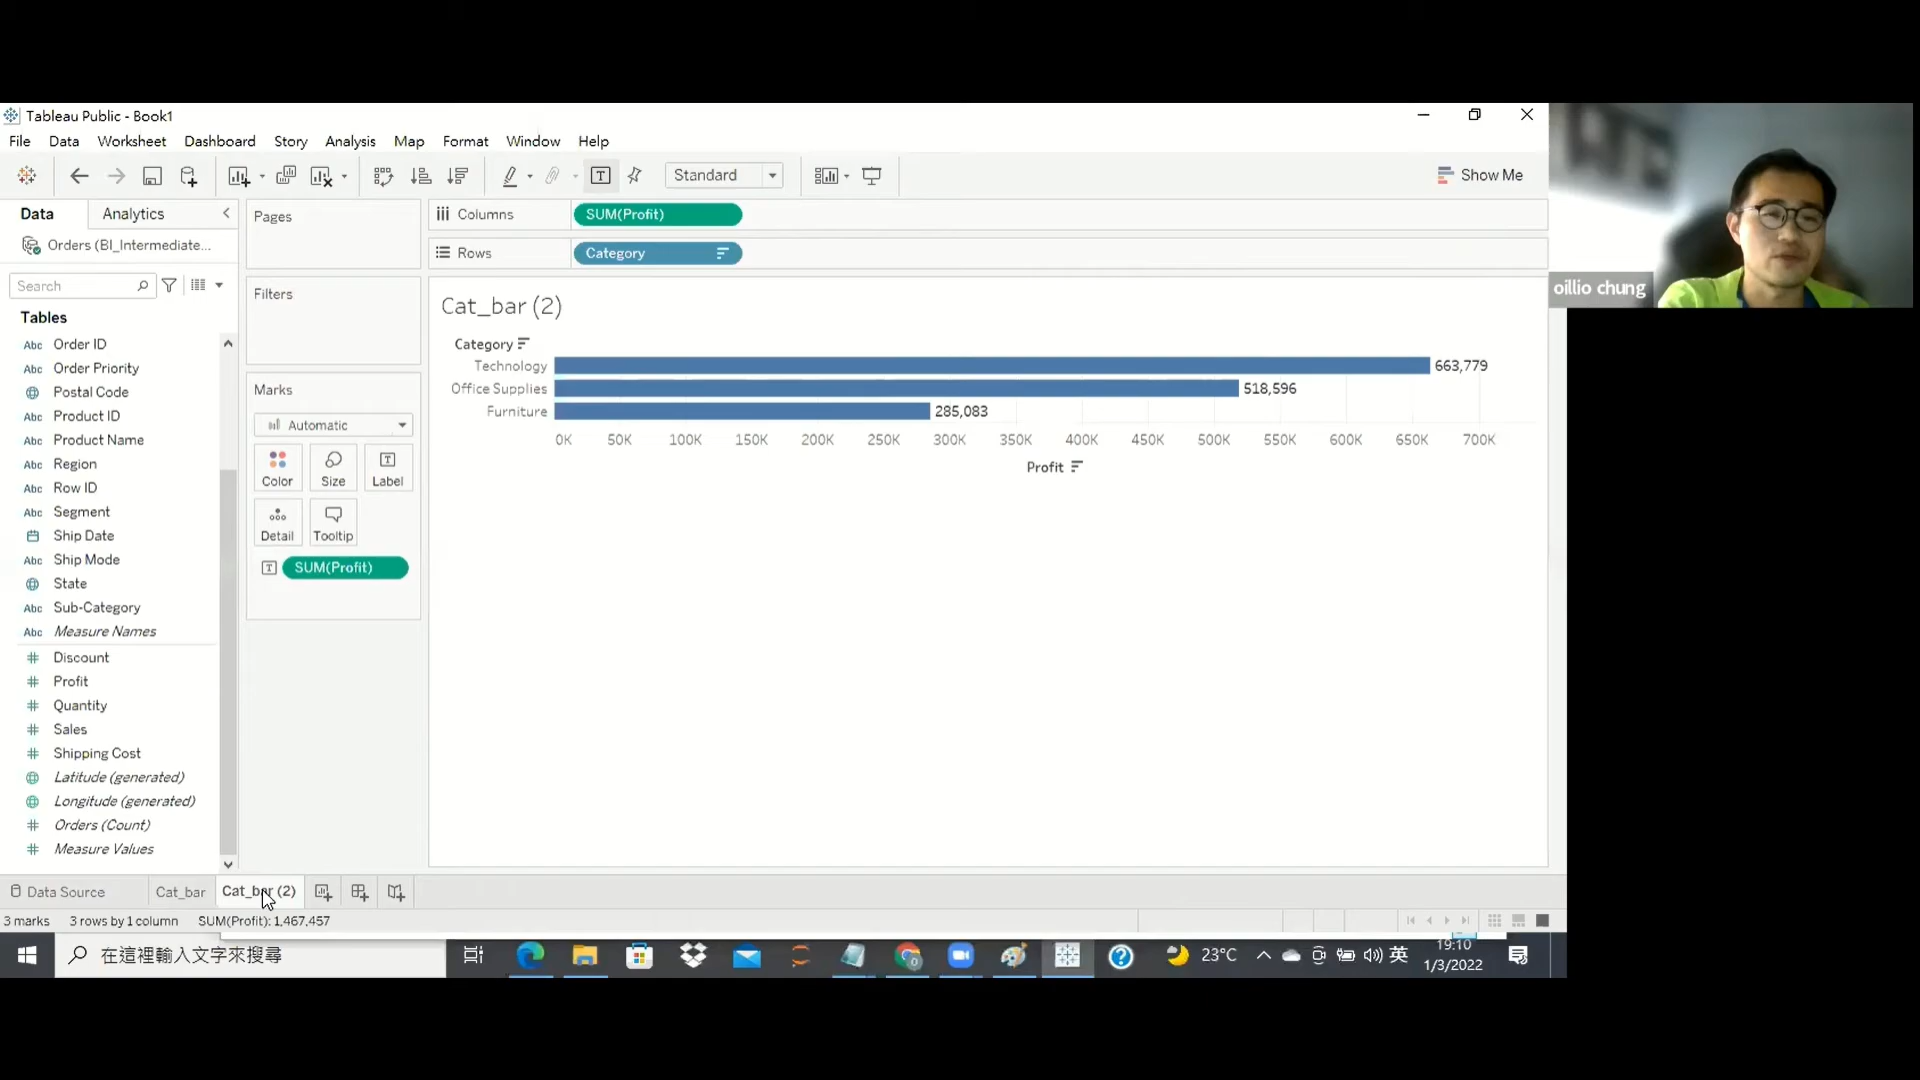 Tableau Public - Book1
File Data Worksheet Dashboard Story Analysis Map Format Window Help
Standard
Show Me
Data Analytics
Pages
Columns SUM(Profit)
Orders (BI_Intermediate...
Rows Category
Search
Filters
Tables
Order ID
Order Priority
Postal Code
Product ID
Product Name
Region
Row ID
Segment
Ship Date
Ship Mode
State
Sub-Category
Measure Names
Discount
Profit
Quantity
Sales
Shipping Cost
Latitude (generated)
Longitude (generated)
Orders (Count)
Measure Values
Marks
Automatic
Color Size Label
Detail Tooltip
SUM(Profit)
Cat_bar (2)
Category
Technology 663,779
Office Supplies 518,596
Furniture 285,083
0K 50K 100K 150K 200K 250K 300K 350K 400K 450K 500K 550K 600K 650K 700K
Profit
oillio chung
Data Source Cat_bar Cat_bar (2)
3 marks 3 rows by 1 column SUM(Profit): 1,467,457
在這裡輸入文字來搜尋
23°C 英 19:10
1/3/2022